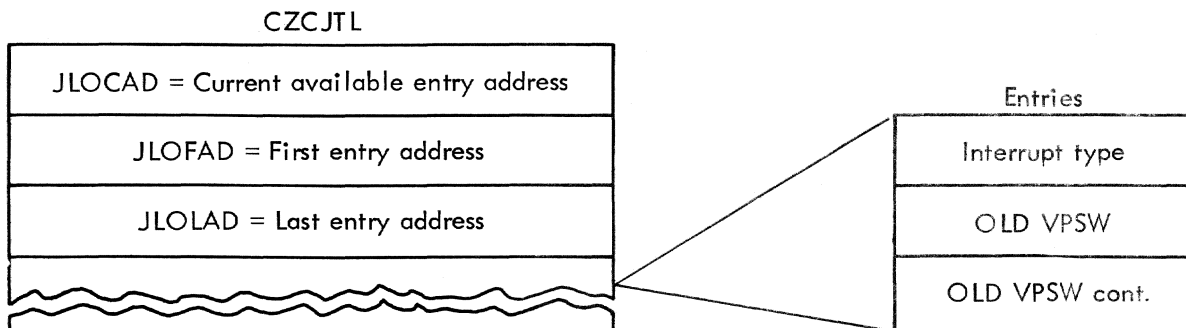 CZCJTL
JLOCAD = Current available entry address
JLOFAD = First entry address
JLOLAD = Last entry address
Entries
Interrupt type
OLD VPSW
OLD VPSW cont.